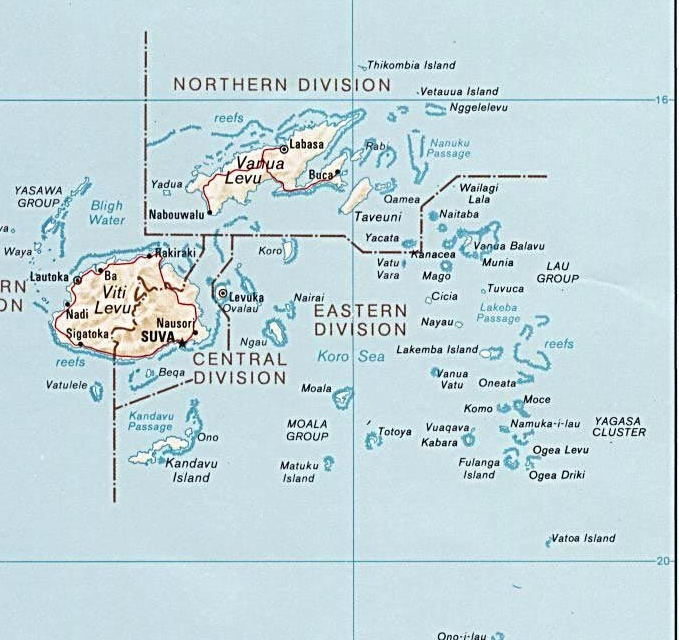 Thikombia Island
NORTHERN DIVISION
Vetauua Island
16
Nggelelevu
reefs
Labasa
Rabi
Nanuku
Passage
Vanua
Levu
Buca
YASAWA
GROUP
Yadua
Wailagi
Lala
Bligh
Water
Qamea
Nabouwalu
Taveuni
Naitaba
Yacata
Waya
Rakiraki
Koro
Kanacea
Vanua Balavu
Vatu
Vara
Munia
Lautoka
Ba
Mago
LAU
GROUP
Viti
Levu
Levuka
Ovalau
Nairai
Cicia
Tuvuca
RN
ON
Nadi
EASTERN
DIVISION
Lakeba
Passage
Nausori
Nayau
Sigatoka
SUVA
Ngau
reefs
CENTRAL
DIVISION
Koro Sea
Lakemba Island
reefs
Beqa
Vanua
Vatu
Oneata
Vatulele
Moala
Moce
Komo
Kandavu
Passage
MOALA
GROUP
Totoya
Vuaqava
Namuka-i-lau
YAGASA
CLUSTER
Ono
Kabara
Ogea Levu
Kandavu
Island
Matuku
Island
Fulanga
Island
Ogea Driki
Vatoa Island
20
Ono-i-lau